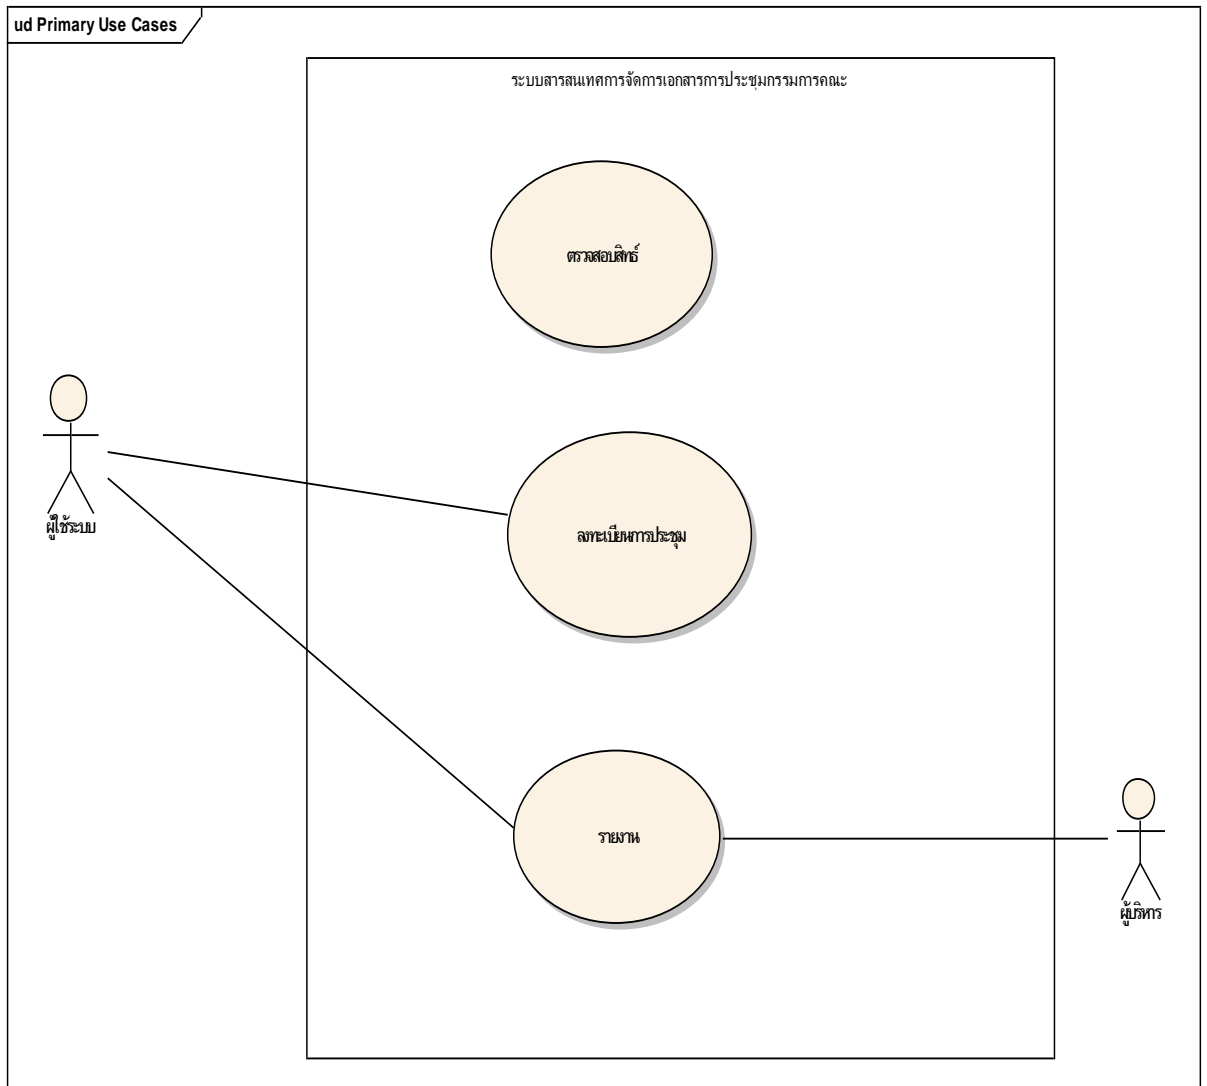 ud Primary Use Cases
ระบบสารสนเทศการจัดการเอกสารการประชุมกรรมการคณะ
ตรวจสอบสิทธ์
ผู้ใช้ระบบ
ลงทะเบียนการประชุม
รายงาน
ผู้บริหาร